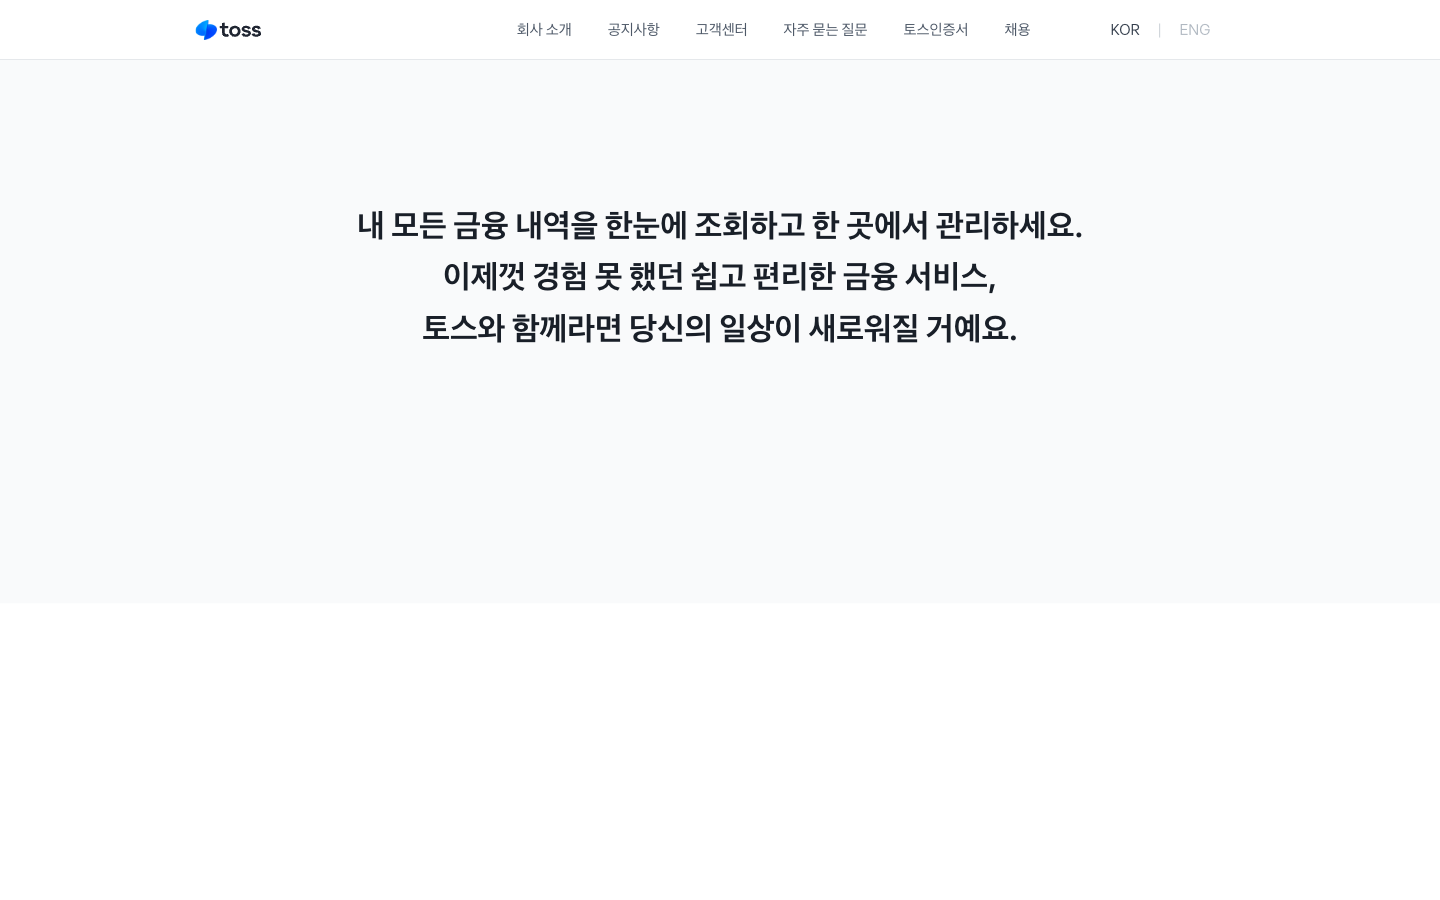 toss
회사 소개
공지사항
고객센터
자주 묻는 질문
토스인증서
채용
KOR | ENG
내 모든 금융 내역을 한눈에 조회하고 한 곳에서 관리하세요.
이제껏 경험 못 했던 쉽고 편리한 금융 서비스,
토스와 함께라면 당신의 일상이 새로워질 거예요.